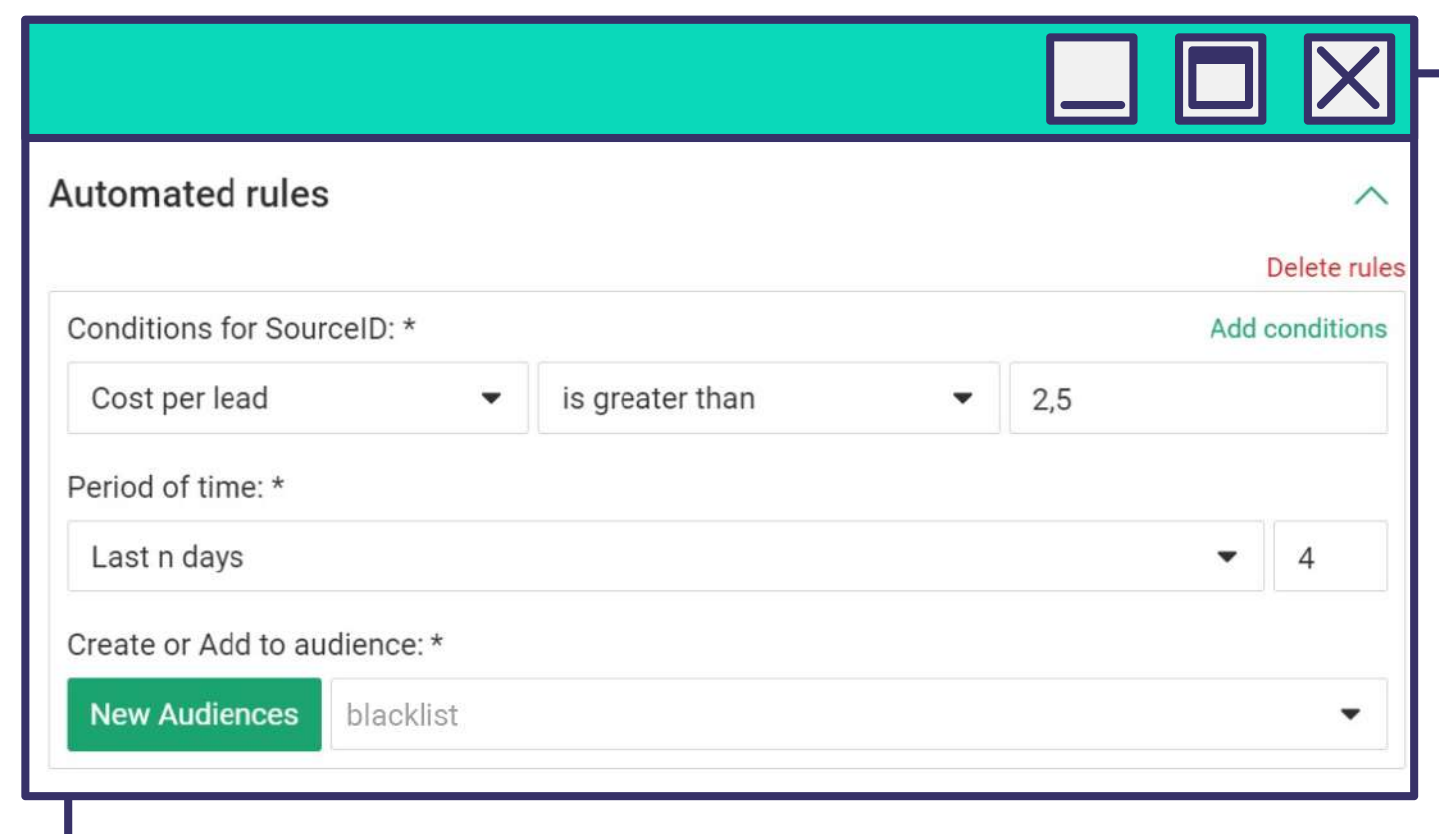 Automated rules
Delete rules
Conditions for SourceID: *
Add conditions
Cost per lead
is greater than
2,5
Period of time: *
Last n days
4
Create or Add to audience: *
New Audiences
blacklist